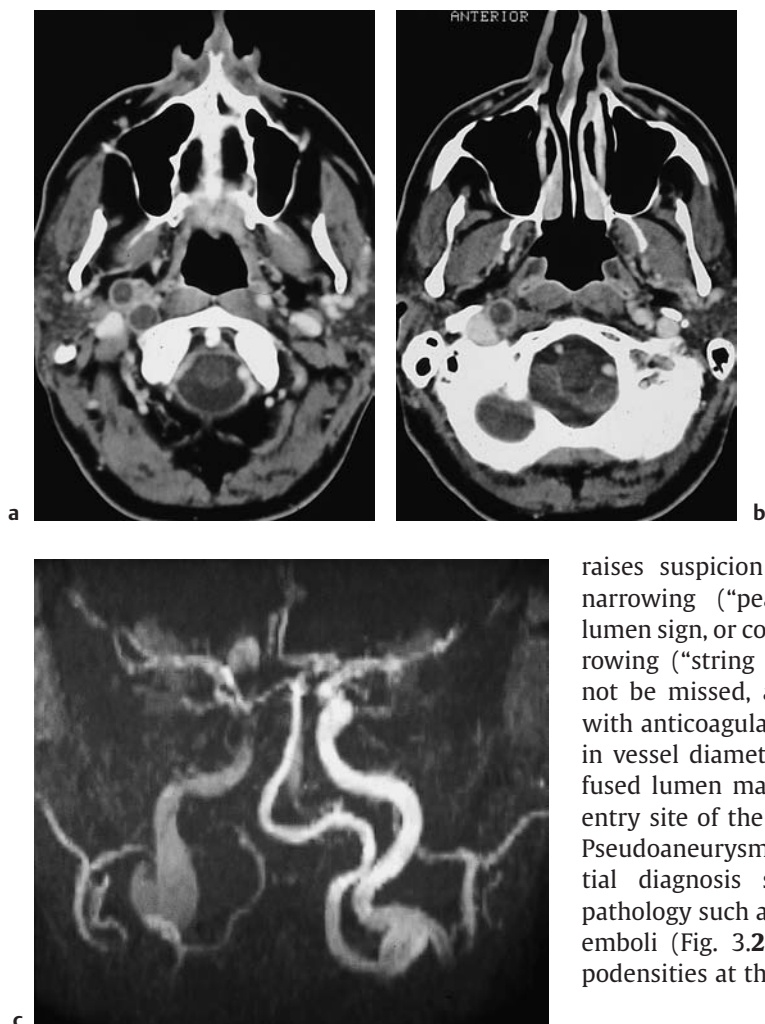 ANTERIOR
a
b
raises suspicion
narrowing (“pea
lumen sign, or co
rowing (“string
not be missed, a
with anticoagula
in vessel diamet
fused lumen ma
entry site of the
Pseudoaneurysm
tial diagnosis s
pathology such a
emboli (Fig. 3.2
podensities at th
c